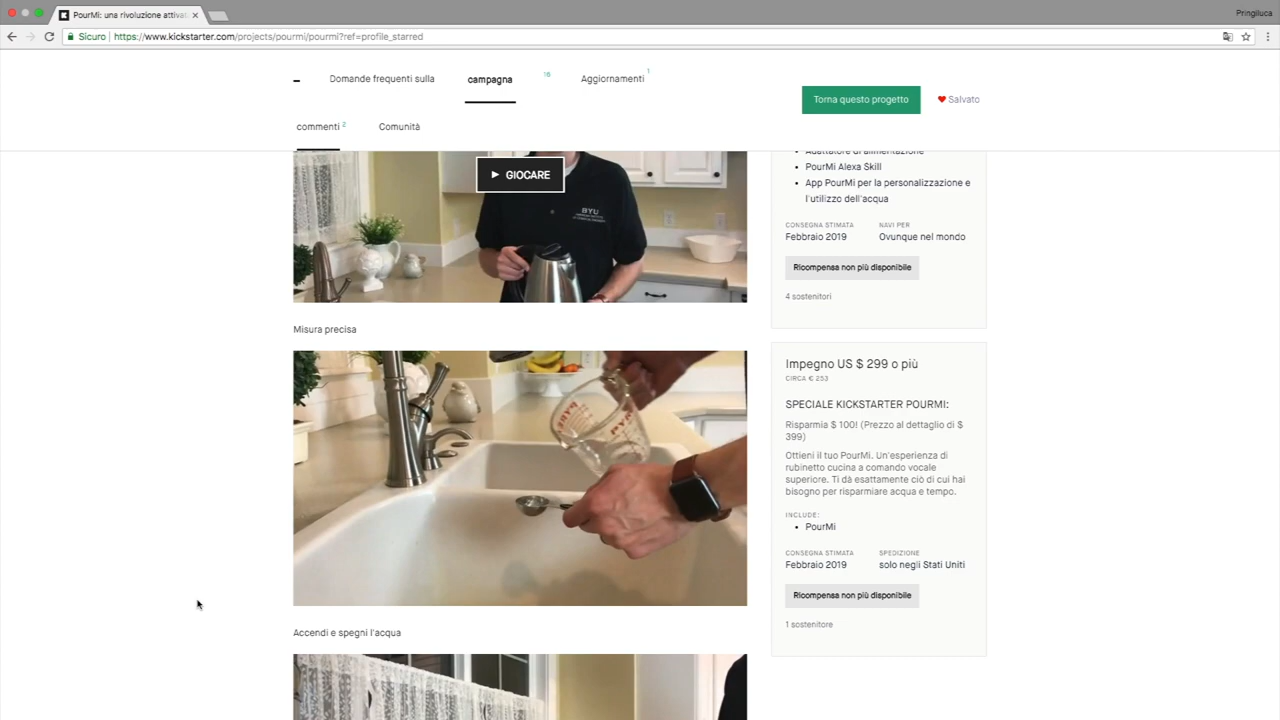 PourMi: una rivoluzione attiva
Pringiluca
Sicuro
https://www.kickstarter.com/projects/pourmi/pourmi?ref=profile_starred
Domande frequenti sulla
campagna
16
Aggiornamenti 1
Torna questo progetto
Salvato
commenti 2
Comunità
GIOCARE
BYU
Misura precisa
Accendi e spegni l'acqua
Adattatore di alimentazione
PourMi Alexa Skill
App PourMi per la personalizzazione e
l'utilizzo dell'acqua
CONSEGNA STIMATA
NAVI PER
Febbraio 2019
Ovunque nel mondo
Ricompensa non più disponibile
4 sostenitori
Impegno US $ 299 o più
CIRCA € 253
SPECIALE KICKSTARTER POURMI:
Risparmia $ 100! (Prezzo al dettaglio di $
399)
Ottieni il tuo PourMi. Un'esperienza di
rubinetto cucina a comando vocale
superiore. Ti dà esattamente ciò di cui hai
bisogno per risparmiare acqua e tempo.
INCLUDE:
PourMi
CONSEGNA STIMATA
SPEDIZIONE
Febbraio 2019
solo negli Stati Uniti
Ricompensa non più disponibile
1 sostenitore